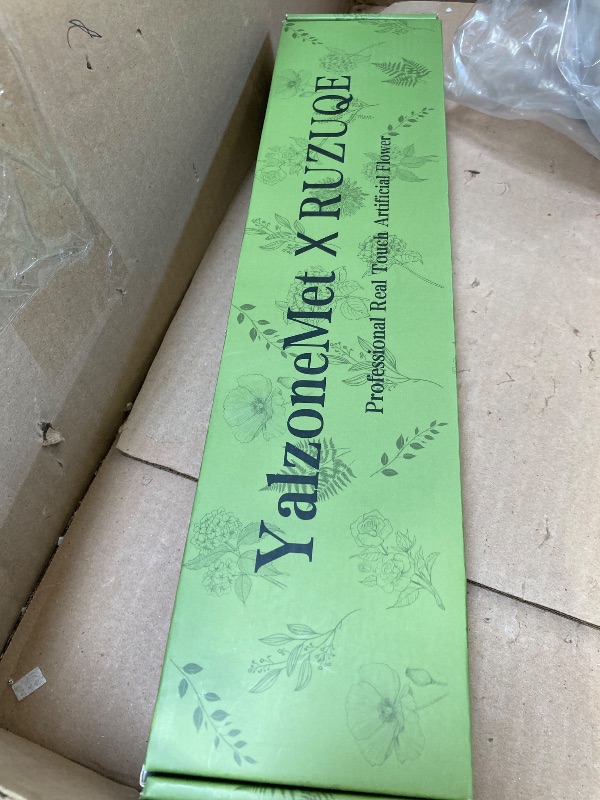 YalzoneMet X RUZUQE
Professional Real Touch Artificial Flower